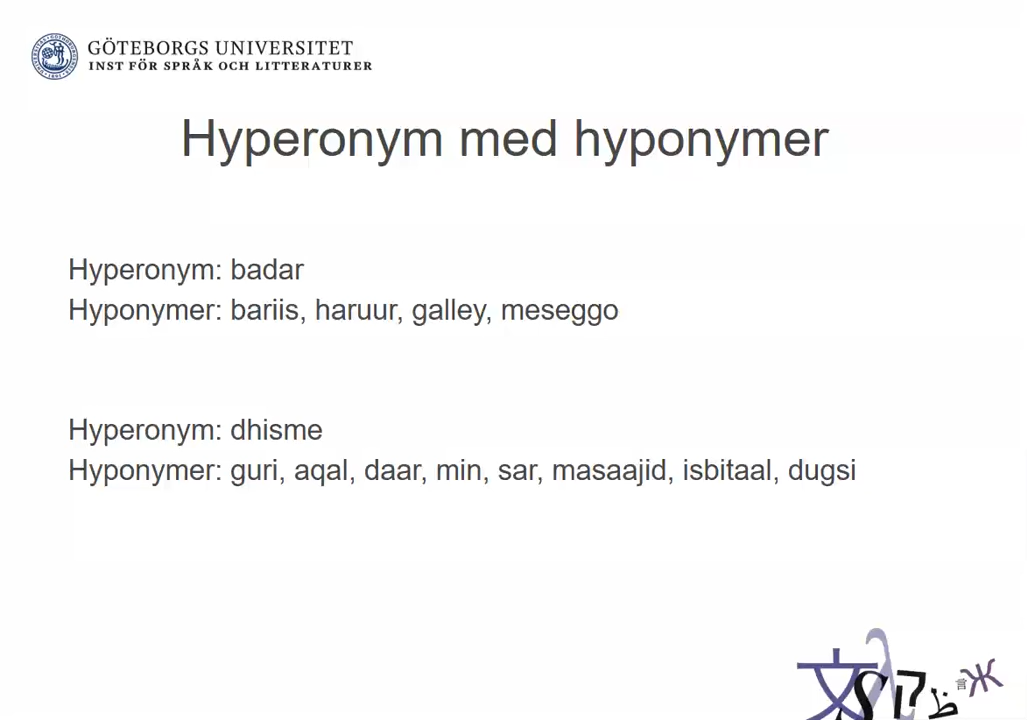 GÖTEBORGS UNIVERSITET
INST FÖR SPRÅK OCH LITTERATURER
Hyperonym med hyponymer
Hyperonym: badar
Hyponymer: bariis, haruur, galley, meseggo
Hyperonym: dhisme
Hyponymer: guri, aqal, daar, min, sar, masaajid, isbitaal, dugsi